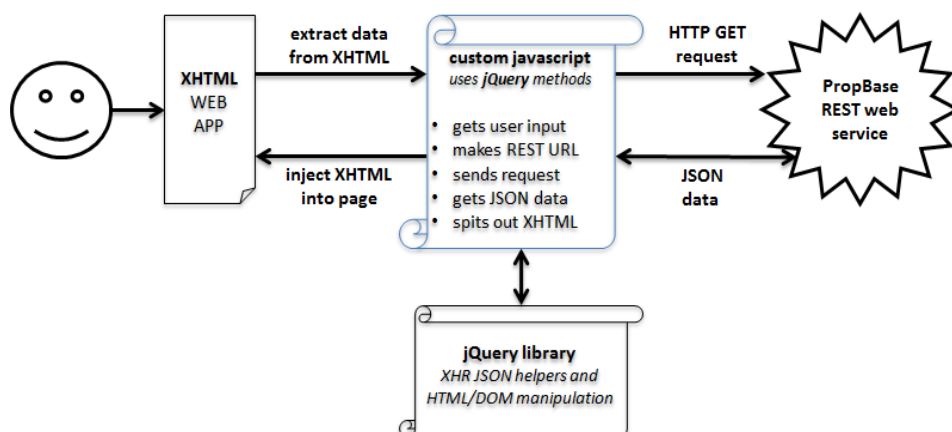 XHTML
WEB
APP
extract data
from XHTML
inject XHTML
into page
custom javascript
uses jQuery methods
• gets user input
• makes REST URL
• sends request
• gets JSON data
• spits out XHTML
HTTP GET
request
JSON
data
PropBase
REST web
service
jQuery library
XHR JSON helpers and
HTML/DOM manipulation